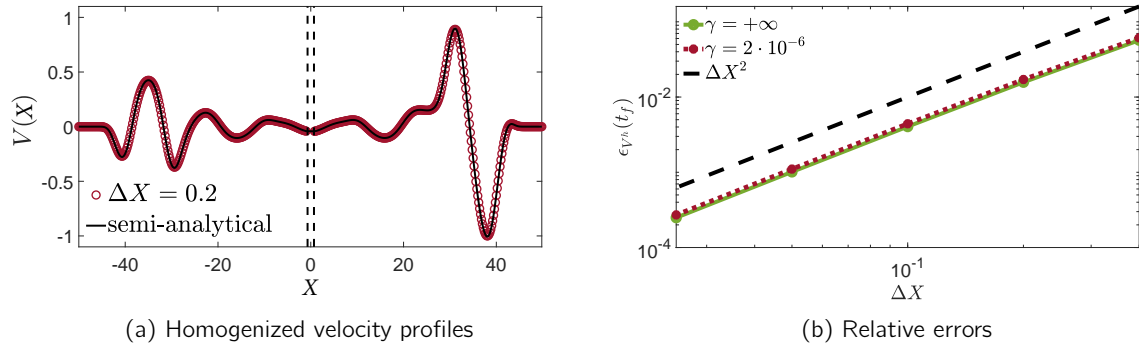 1
0.5
0
-0.5
-1
V(X)
ΔX = 0.2
semi-analytical
-40 -20 0 20 40
X
(a) Homogenized velocity profiles
γ = +∞
γ = 2 · 10⁻⁶
ΔX²
10⁻²
10⁻⁴
ϵ_{V^h}(t_f)
10⁻¹
ΔX
(b) Relative errors